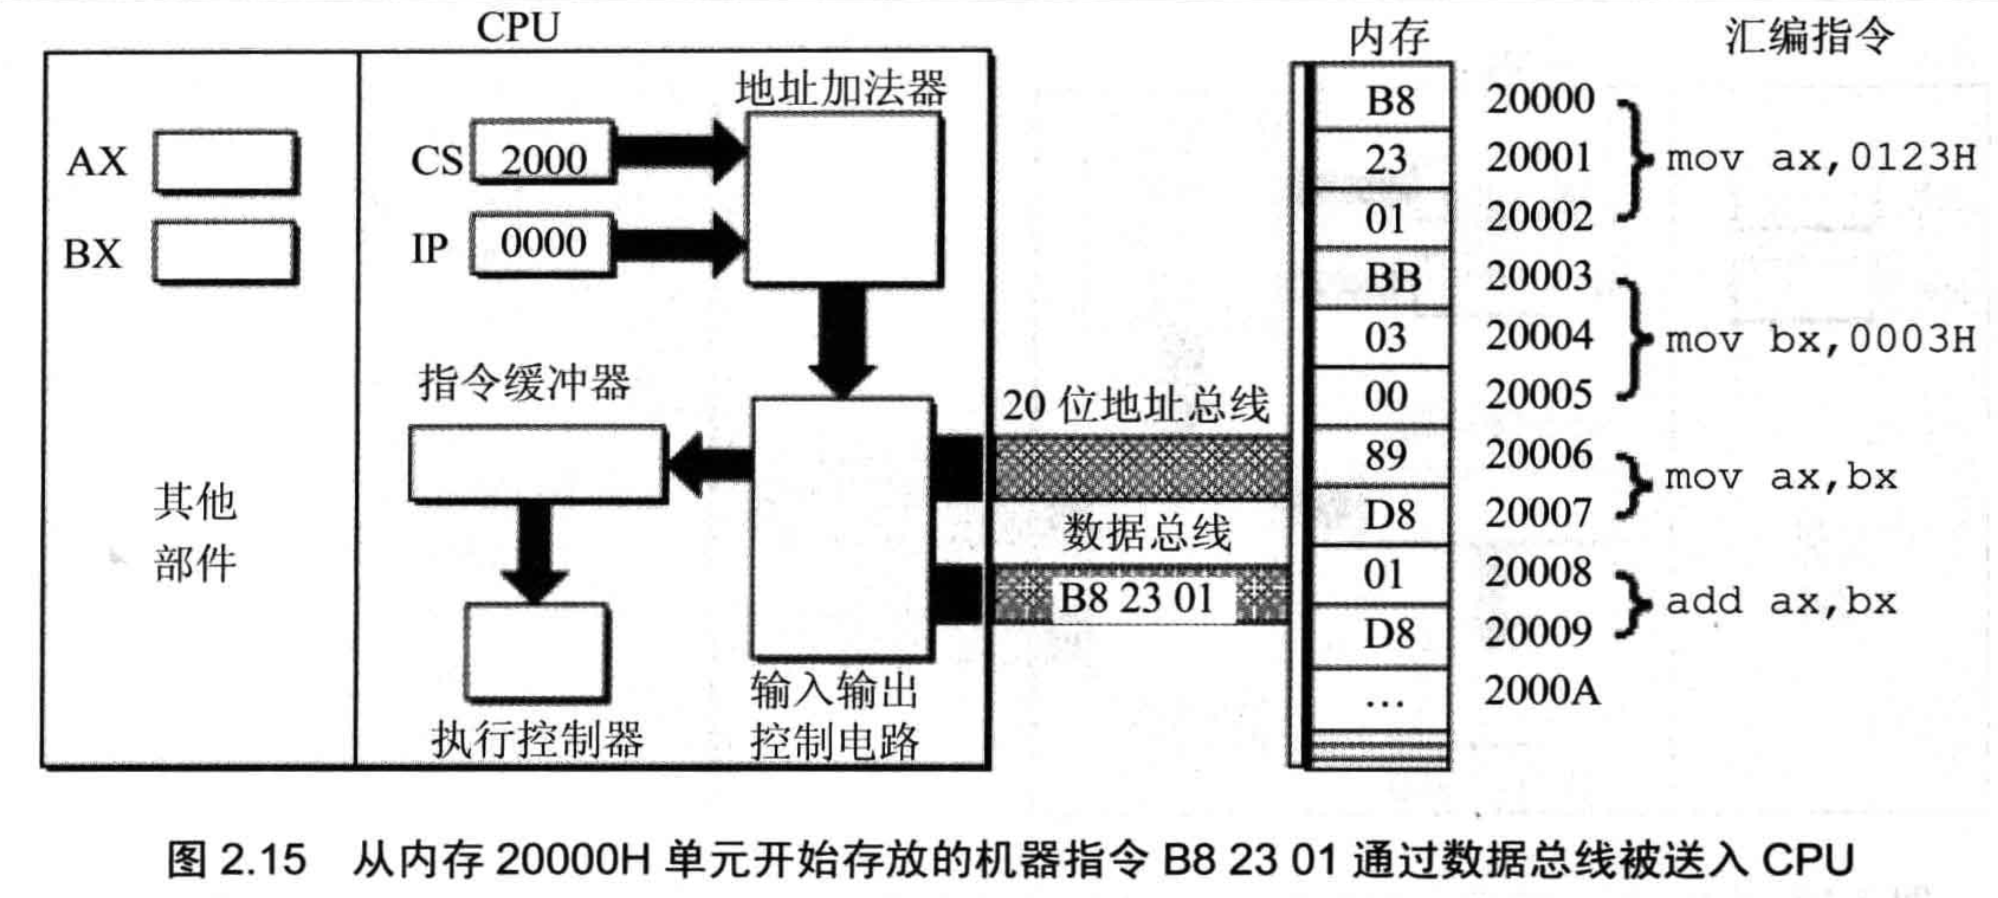 CPU
内存
汇编指令
地址加法器
AX
BX
CS
2000
IP
0000
指令缓冲器
其他
部件
执行控制器
输入输出
控制电路
20 位地址总线
数据总线
B8 23 01
B8 20000
23 20001 mov ax,0123H
01 20002
BB 20003
03 20004 mov bx,0003H
00 20005
89 20006
mov ax,bx
D8 20007
01 20008
add ax,bx
D8 20009
… 2000A
图 2.15 从内存 20000H 单元开始存放的机器指令 B8 23 01 通过数据总线被送入 CPU